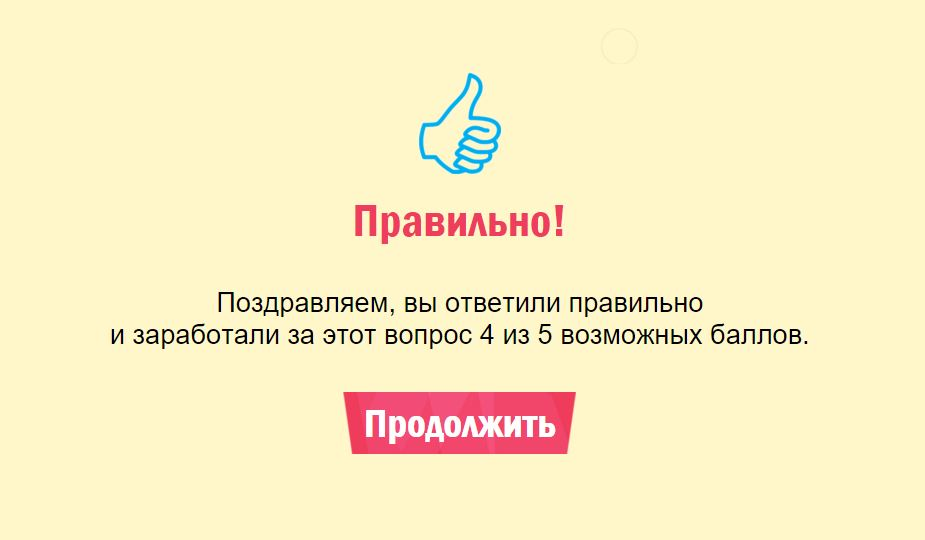 Правильно!
Поздравляем, вы ответили правильно
и заработали за этот вопрос 4 из 5 возможных баллов.
Продолжить